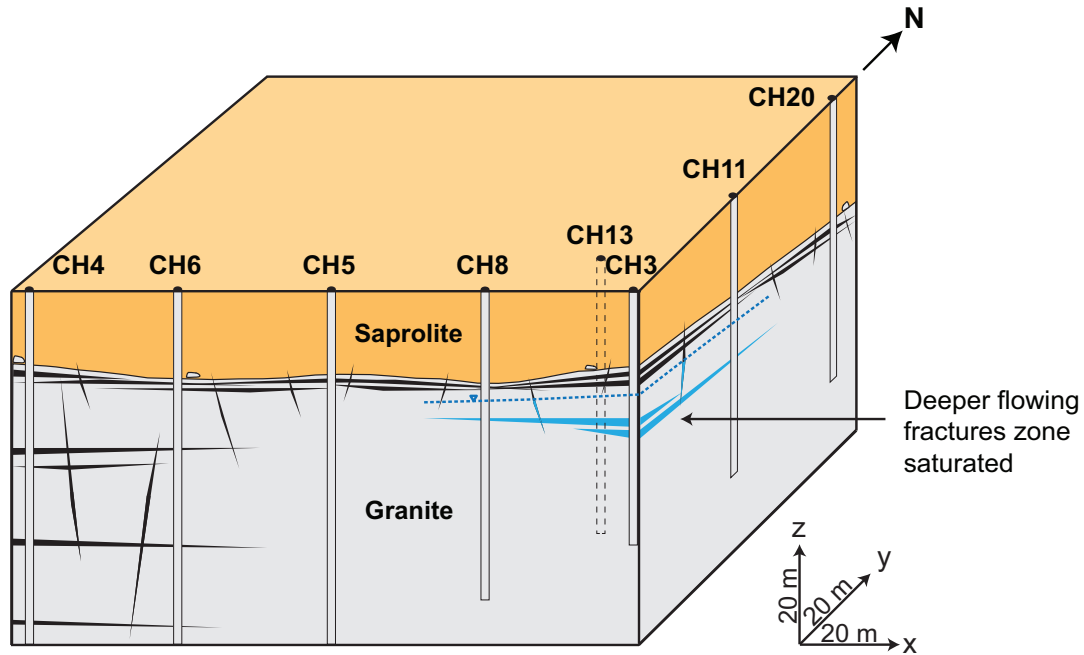 N
CH20
CH11
CH13
CH4
CH6
CH5
CH8
CH3
Saprolite
Deeper flowing
fractures zone
saturated
Granite
z
y
20 m
20 m
20 m
x